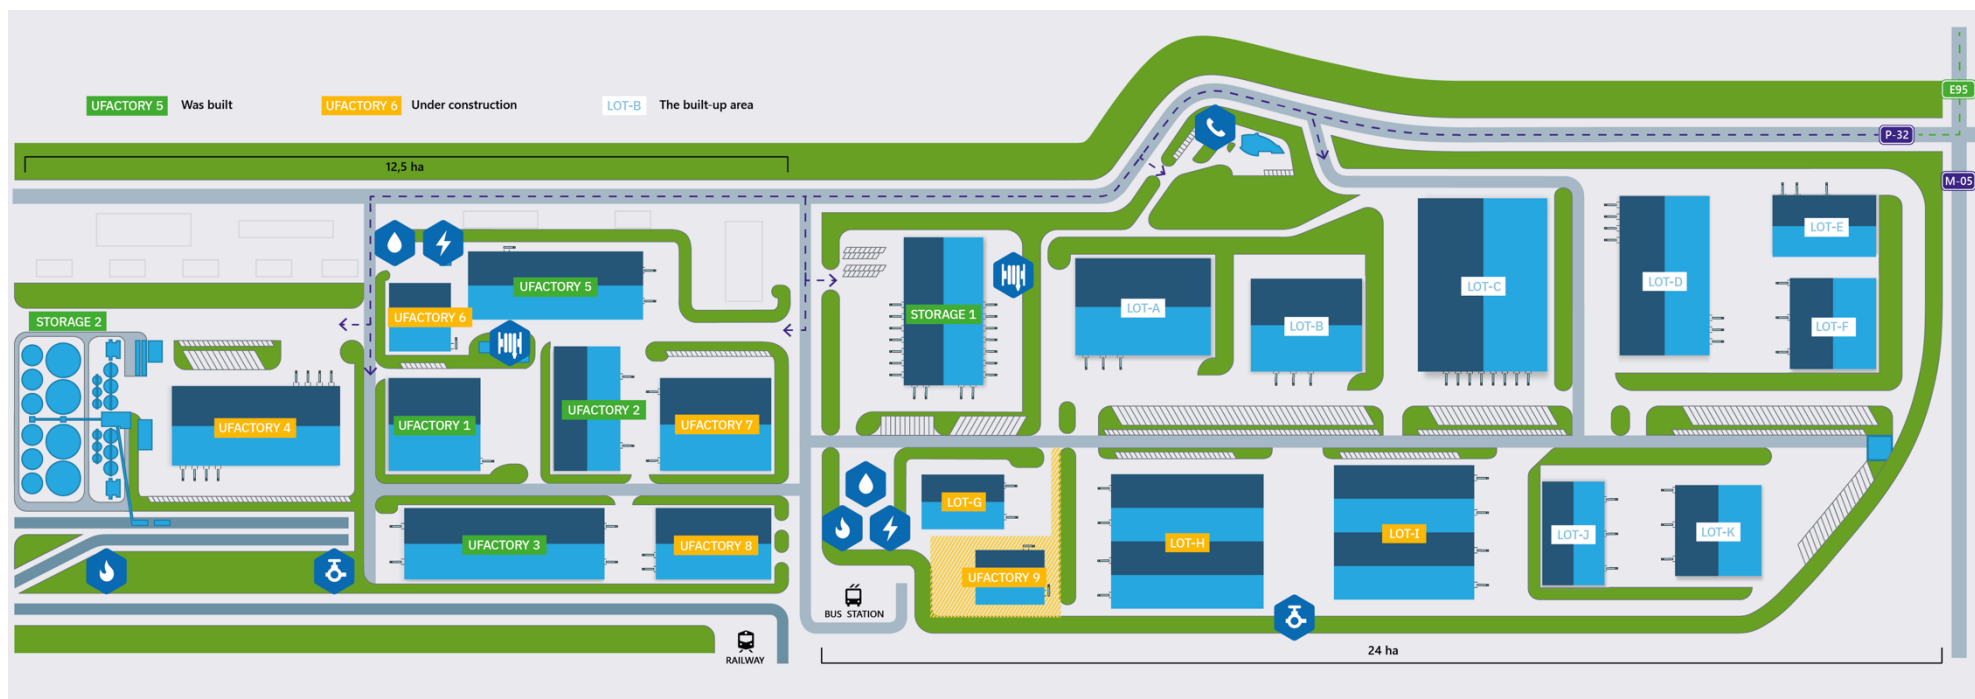 UFACTORY 5 Was built
UFACTORY 6 Under construction
LOT-B The built-up area
E95
P-32
M-05
12,5 ha
STORAGE 2
UFACTORY 5
UFACTORY 6
STORAGE 1
LOT-A
LOT-B
LOT-C
LOT-D
LOT-E
LOT-F
UFACTORY 4
UFACTORY 1
UFACTORY 2
UFACTORY 7
UFACTORY 3
UFACTORY 8
LOT-G
UFACTORY 9
LOT-H
LOT-I
LOT-J
LOT-K
BUS STATION
RAILWAY
24 ha